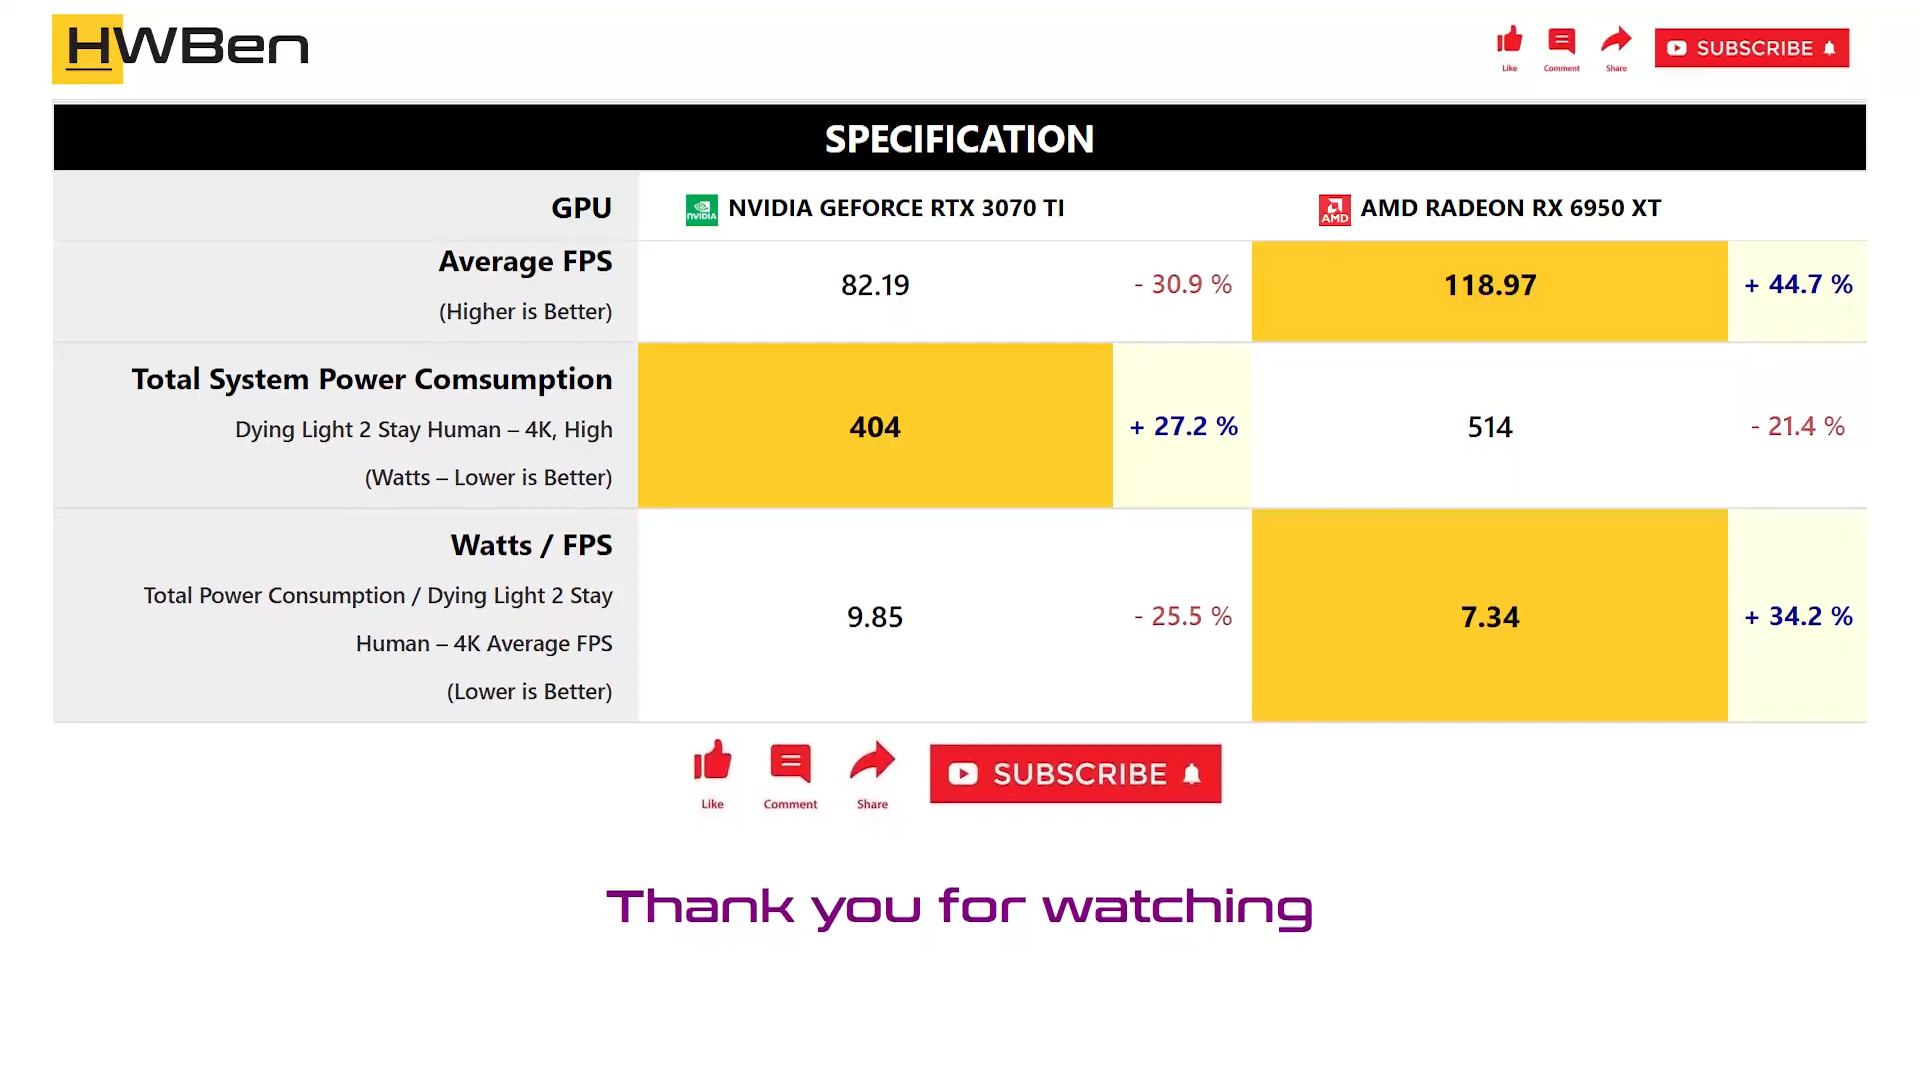 HWBen
Like Comment Share SUBSCRIBE
SPECIFICATION
GPU NVIDIA NVIDIA GEFORCE RTX 3070 TI AMD AMD RADEON RX 6950 XT
Average FPS
(Higher is Better)
82.19 - 30.9 % 118.97 + 44.7 %
Total System Power Comsumption
Dying Light 2 Stay Human – 4K, High
(Watts – Lower is Better)
404 + 27.2 % 514 - 21.4 %
Watts / FPS
Total Power Consumption / Dying Light 2 Stay
Human – 4K Average FPS
(Lower is Better)
9.85 - 25.5 % 7.34 + 34.2 %
Like Comment Share SUBSCRIBE
Thank you for watching